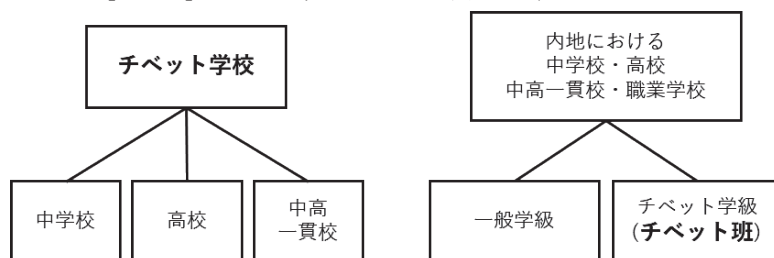 チベット学校
内地における
中学校・高校
中高一貫校・職業学校
中学校
高校
中高
一貫校
一般学級
チベット学級
(チベット班)